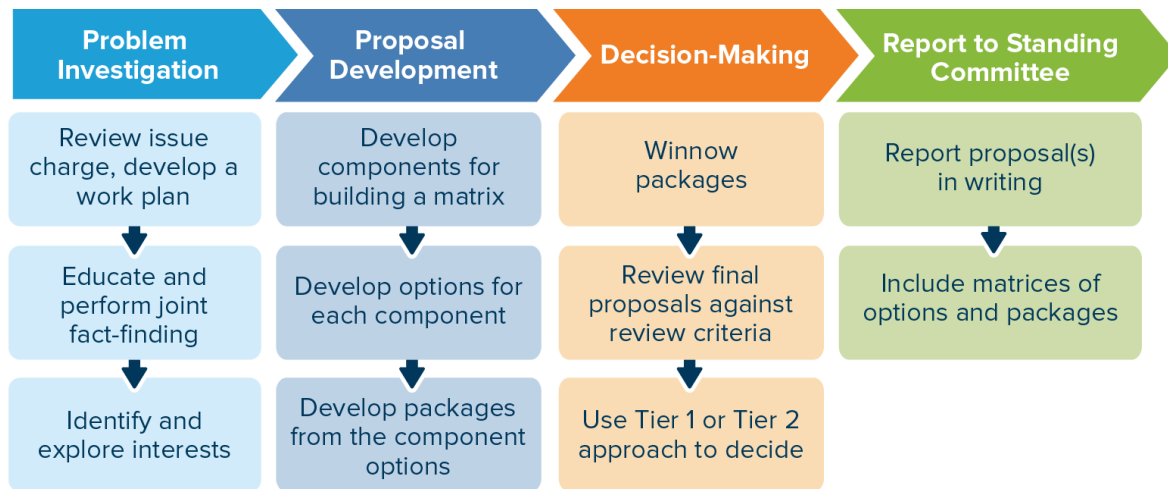 Problem
Investigation
Proposal
Development
Decision-Making
Report to Standing
Committee
Review issue
charge, develop a
work plan
Educate and
perform joint
fact-finding
Identify and
explore interests
Develop
components for
building a matrix
Develop options for
each component
Develop packages
from the component
options
Winnow
packages
Review final
proposals against
review criteria
Use Tier 1 or Tier 2
approach to decide
Report proposal(s)
in writing
Include matrices of
options and packages